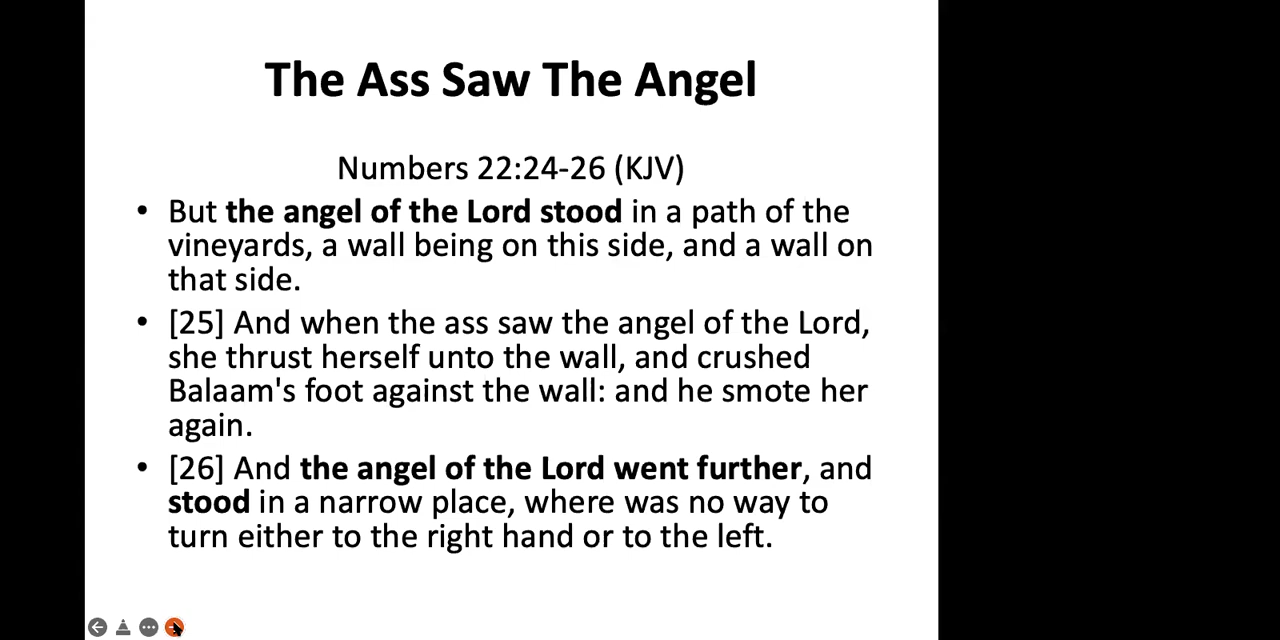 The Ass Saw The Angel
Numbers 22:24-26 (KJV)
• But the angel of the Lord stood in a path of the
vineyards, a wall being on this side, and a wall on
that side.
• [25] And when the ass saw the angel of the Lord,
she thrust herself unto the wall, and crushed
Balaam's foot against the wall: and he smote her
again.
• [26] And the angel of the Lord went further, and
stood in a narrow place, where was no way to
turn either to the right hand or to the left.